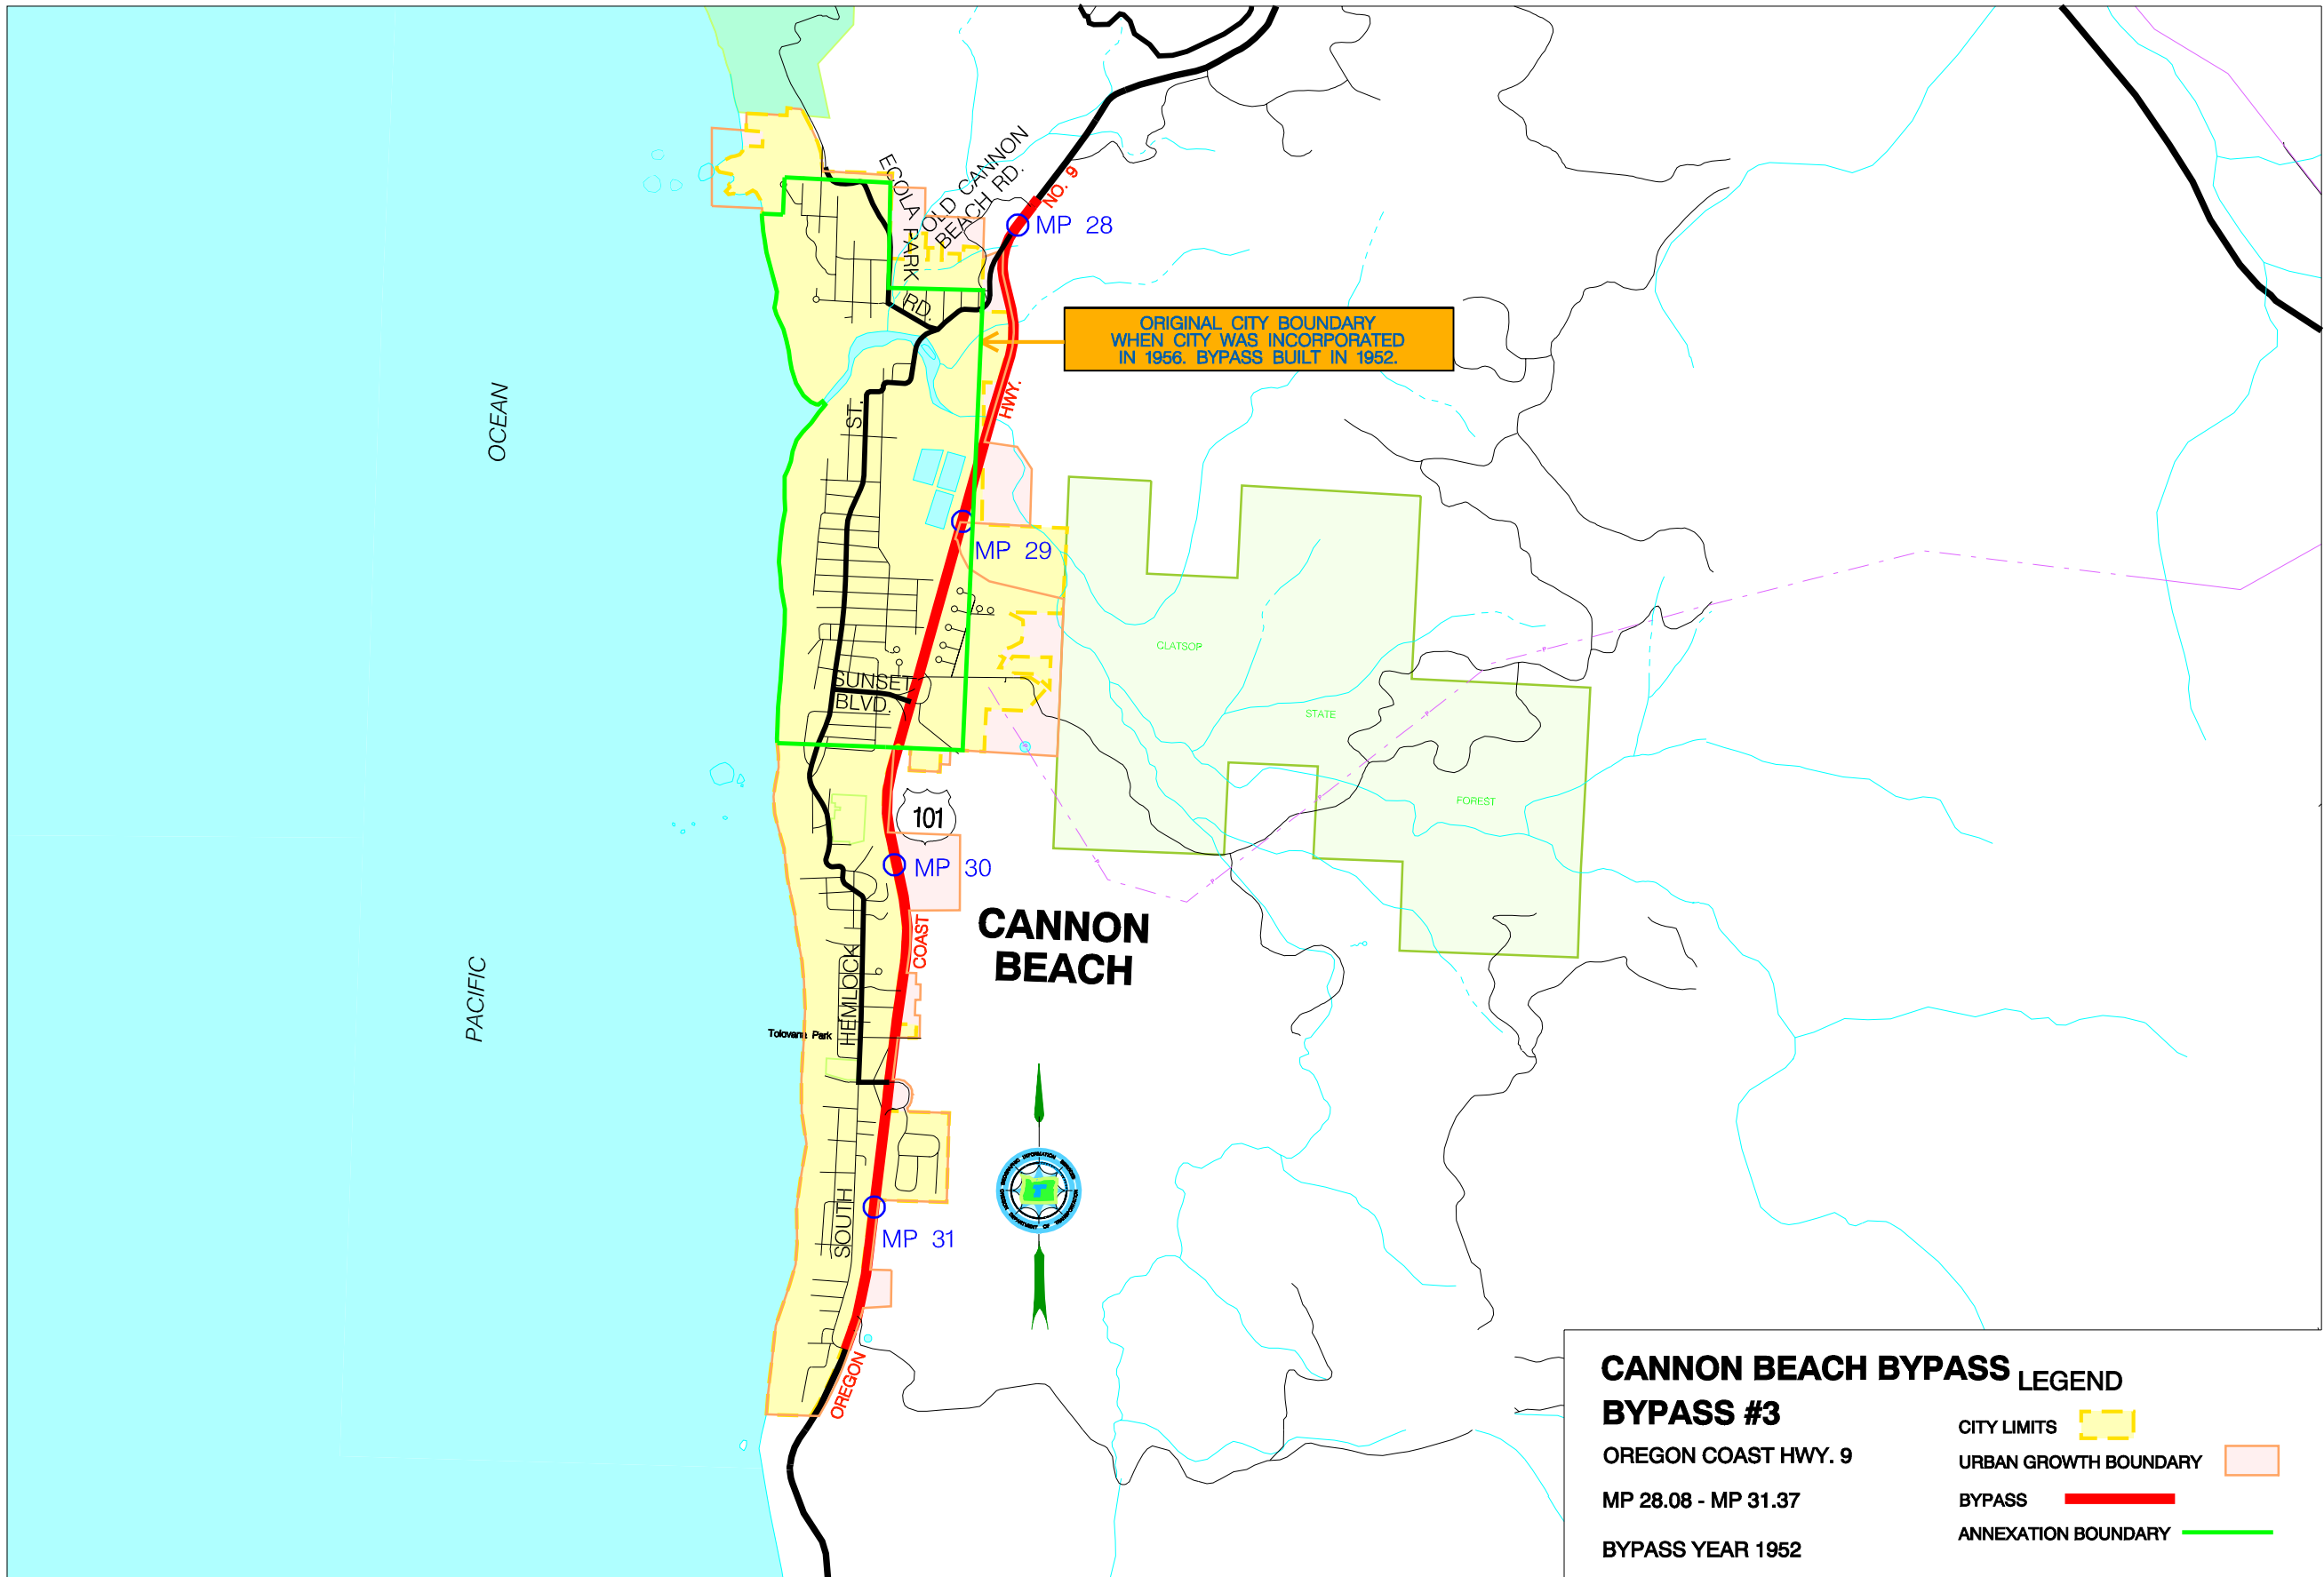 ECOLA PARK RD.
OLD CANNON
BEACH RD.
NO. 9
MP 28
ORIGINAL CITY BOUNDARY
WHEN CITY WAS INCORPORATED
IN 1956. BYPASS BUILT IN 1952.
HWY.
OCEAN
ST.
MP 29
CLATSOP
SUNSET
BLVD.
STATE
FOREST
101
MP 30
CANNON
BEACH
COAST
PACIFIC
HEMLOCK
Tolovana Park
SOUTH
MP 31
OREGON
CANNON BEACH BYPASS
BYPASS #3
OREGON COAST HWY. 9
MP 28.08 - MP 31.37
BYPASS YEAR 1952
LEGEND
CITY LIMITS
URBAN GROWTH BOUNDARY
BYPASS
ANNEXATION BOUNDARY